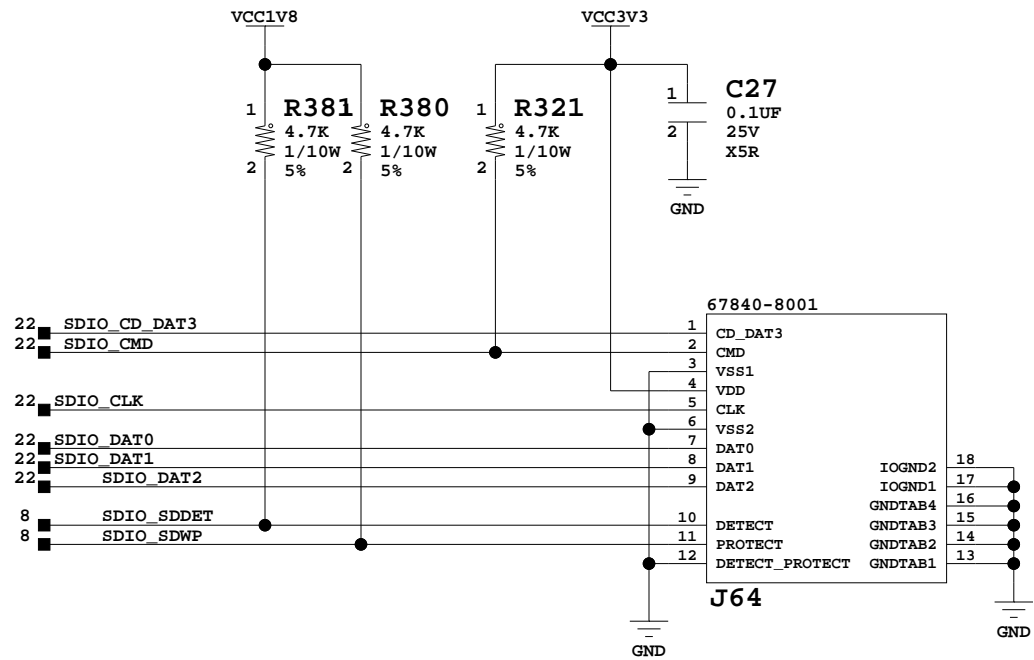 VCC1V8
VCC3V3
1 R381
4.7K
1/10W
2 5%
1 R380
4.7K
1/10W
2 5%
1 R321
4.7K
1/10W
2 5%
C27
1 0.1UF
2 25V
X5R
GND
67840-8001
22 SDIO_CD_DAT3 1 CD_DAT3
22 SDIO_CMD 2 CMD
3 VSS1
4 VDD
22 SDIO_CLK 5 CLK
6 VSS2
22 SDIO_DAT0 7 DAT0
22 SDIO_DAT1 8 DAT1 IOGND2 18
22 SDIO_DAT2 9 DAT2 IOGND1 17
GNDTAB4 16
8 SDIO_SDDET 10 DETECT GNDTAB3 15
8 SDIO_SDWP 11 PROTECT GNDTAB2 14
12 DETECT_PROTECT GNDTAB1 13
J64
GND
GND